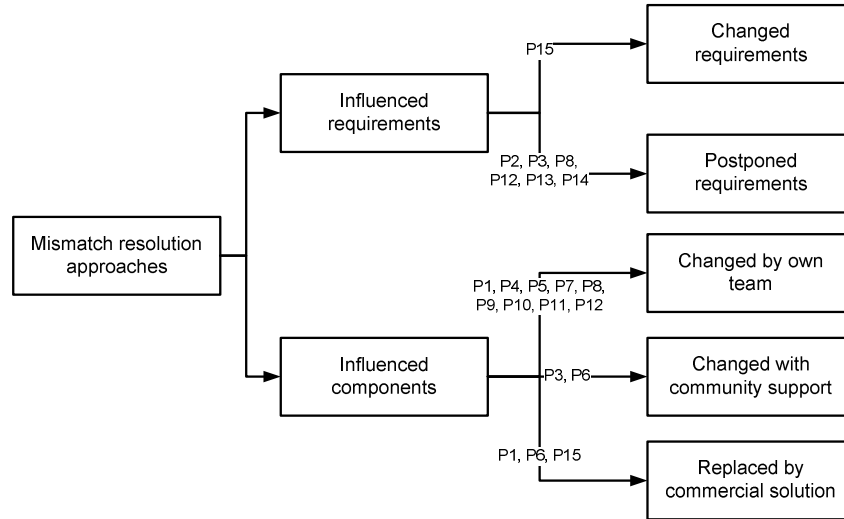 Changed
requirements
P15
Influenced
requirements
P2, P3, P8,
P12, P13, P14
Postponed
requirements
Mismatch resolution
approaches
P1, P4, P5, P7, P8,
P9, P10, P11, P12
Changed by own
team
Influenced
components
P3, P6
Changed with
community support
P1, P6, P15
Replaced by
commercial solution